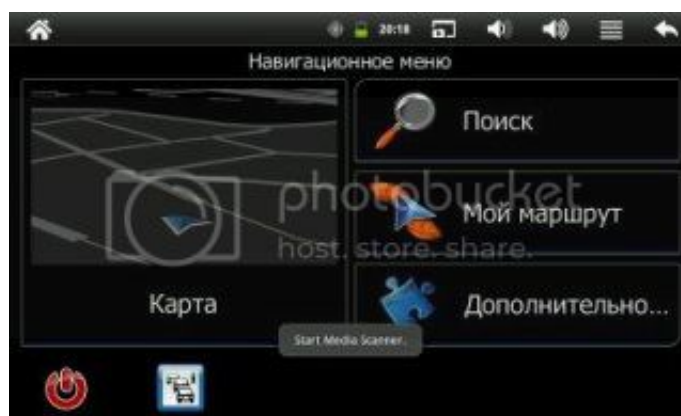 20:18
Навигационное меню
Поиск
photobucket
Мой маршрут
host. store. share.
Карта
Дополнительно...
Start Media Scanner.